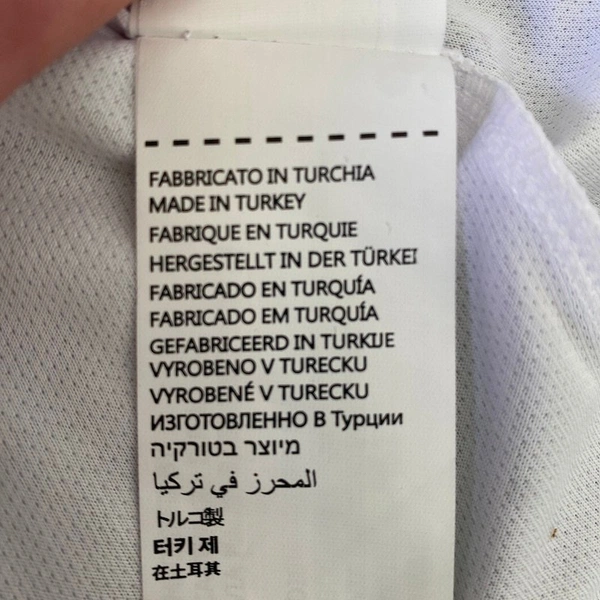 FABBRICATO IN TURCHIA
MADE IN TURKEY
FABRIQUE EN TURQUIE
HERGESTELLT IN DER TÜRKEI
FABRICADO EN TURQUÍA
FABRICADO EM TURQUÍA
GEFABRICEERD IN TURKIJE
VYROBENO V TURECKU
VYROBENÉ V TURECKU
ИЗГОТОВЛЕННО В Турции
מיוצר בטורקיה
المحرز في تركيا
トルコ製
터키 제
在土耳其